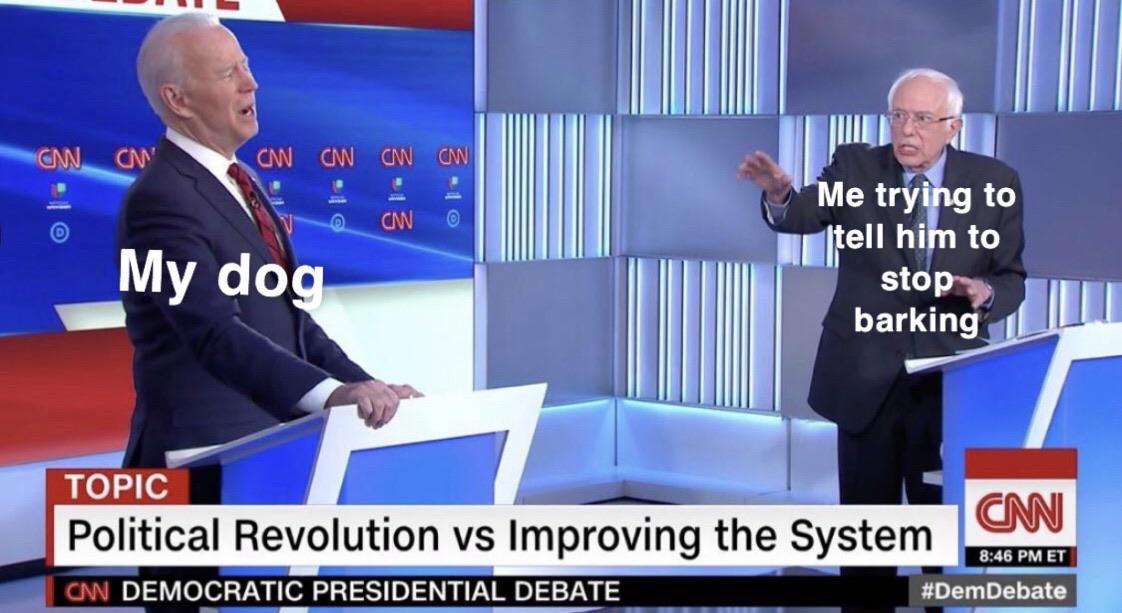 CNN CNN CNN CNN CNN CNN
CNN
My dog
Me trying to
tell him to
stop
barking
TOPIC
Political Revolution vs Improving the System
CNN
8:46 PM ET
CNN DEMOCRATIC PRESIDENTIAL DEBATE
#DemDebate